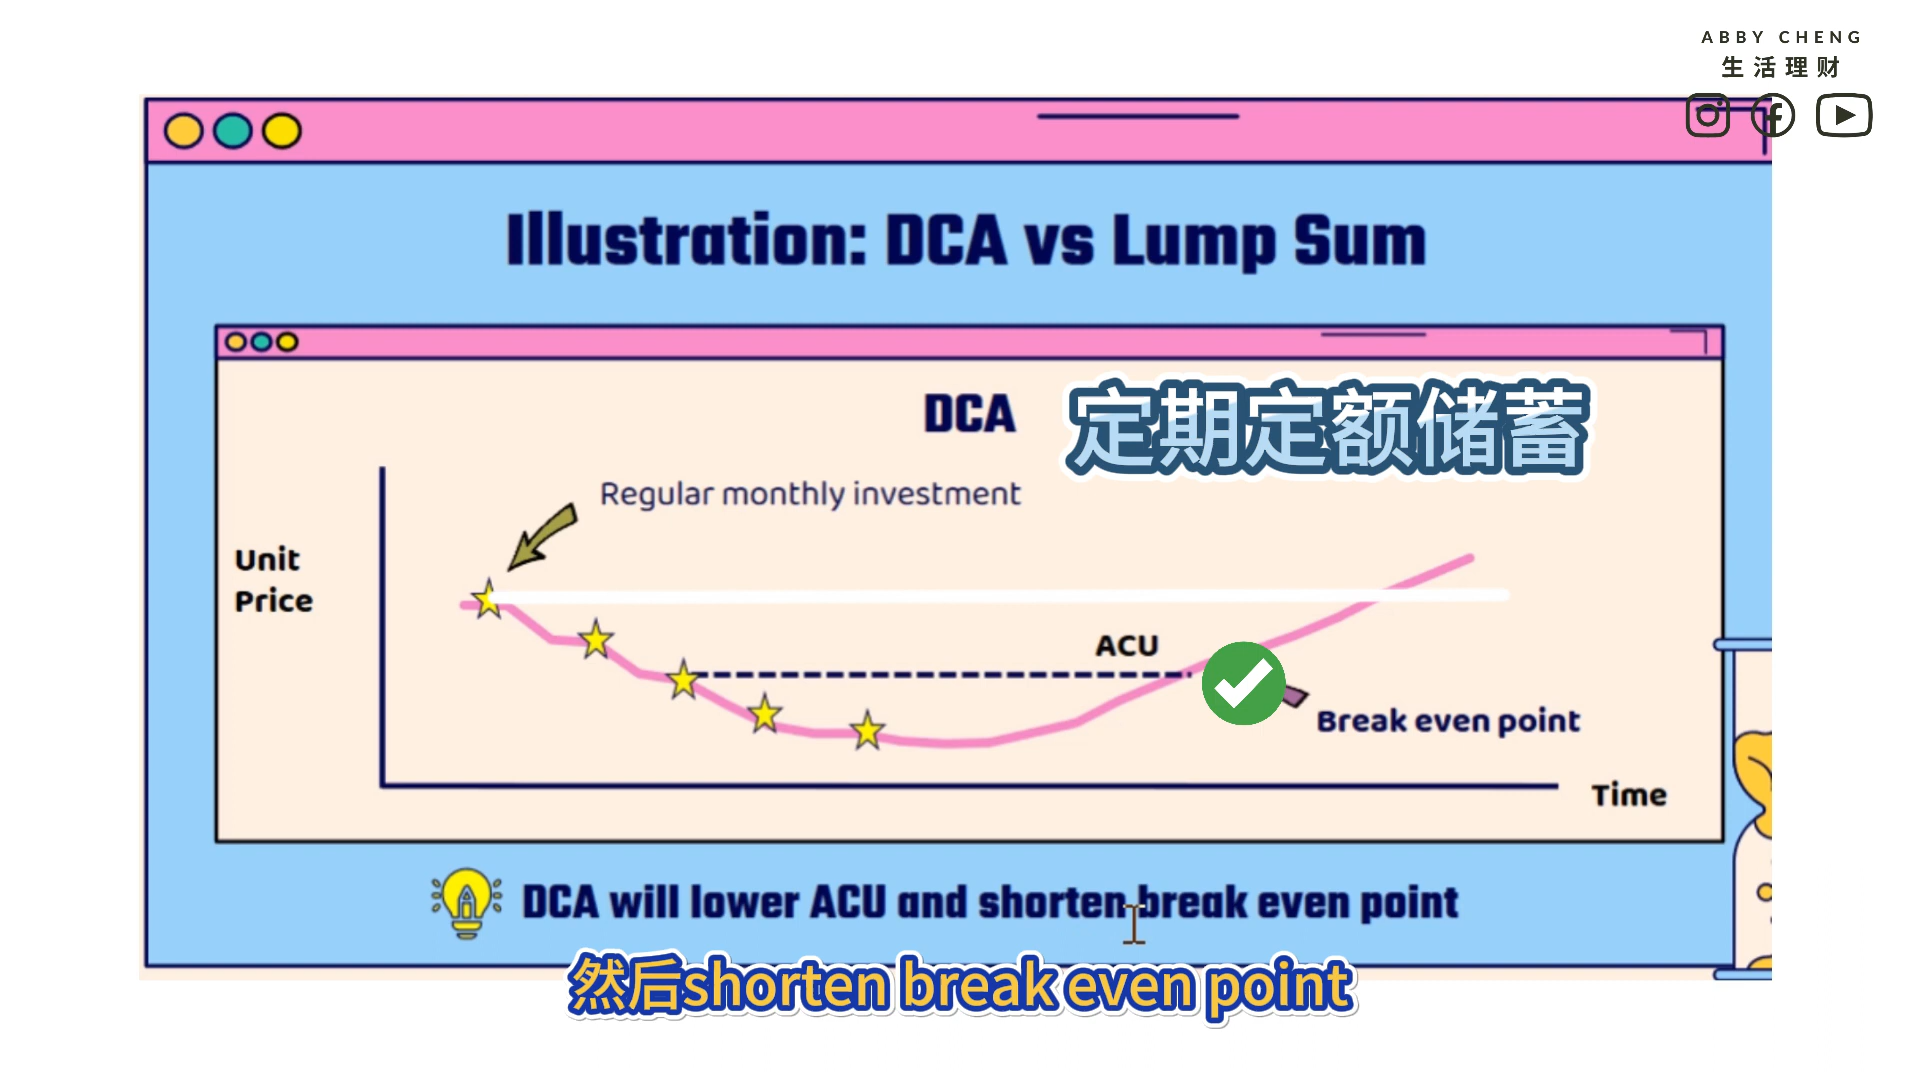 ABBY CHENG
生活理财
Illustration: DCA vs Lump Sum
DCA
定期定额储蓄
Regular monthly investment
Unit
Price
ACU
Break even point
Time
DCA will lower ACU and shorten break even point
然后shorten break even point